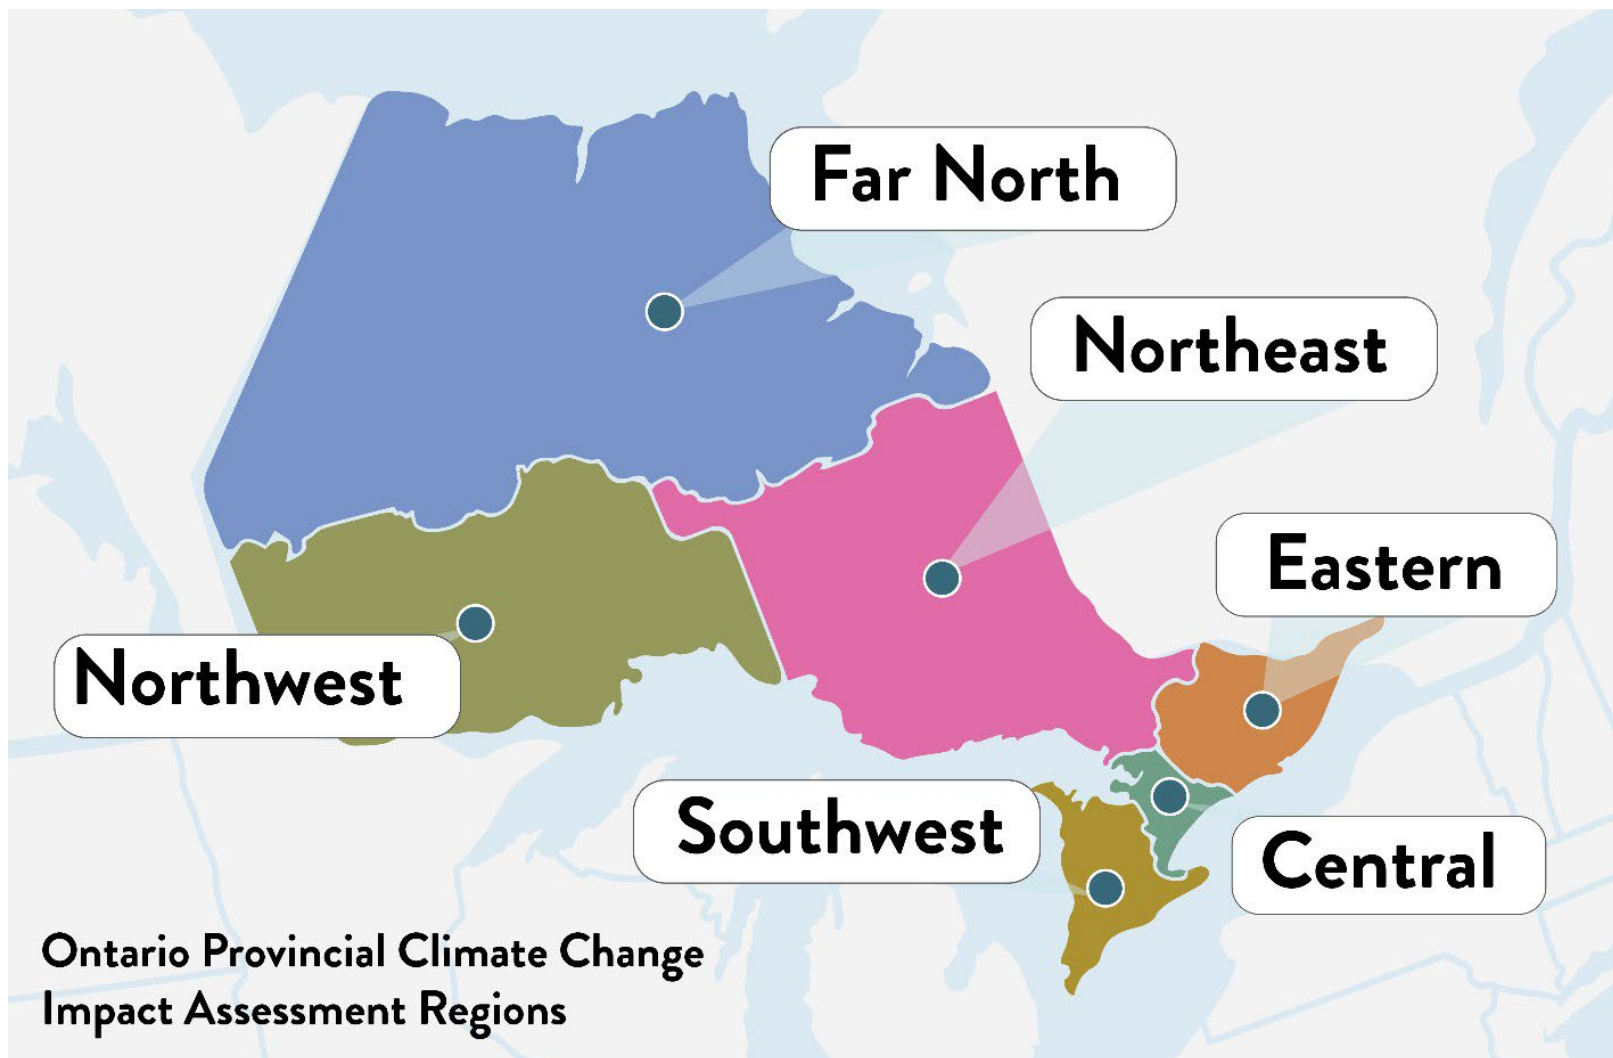 Far North
Northeast
Eastern
Northwest
Southwest
Central
Ontario Provincial Climate Change
Impact Assessment Regions